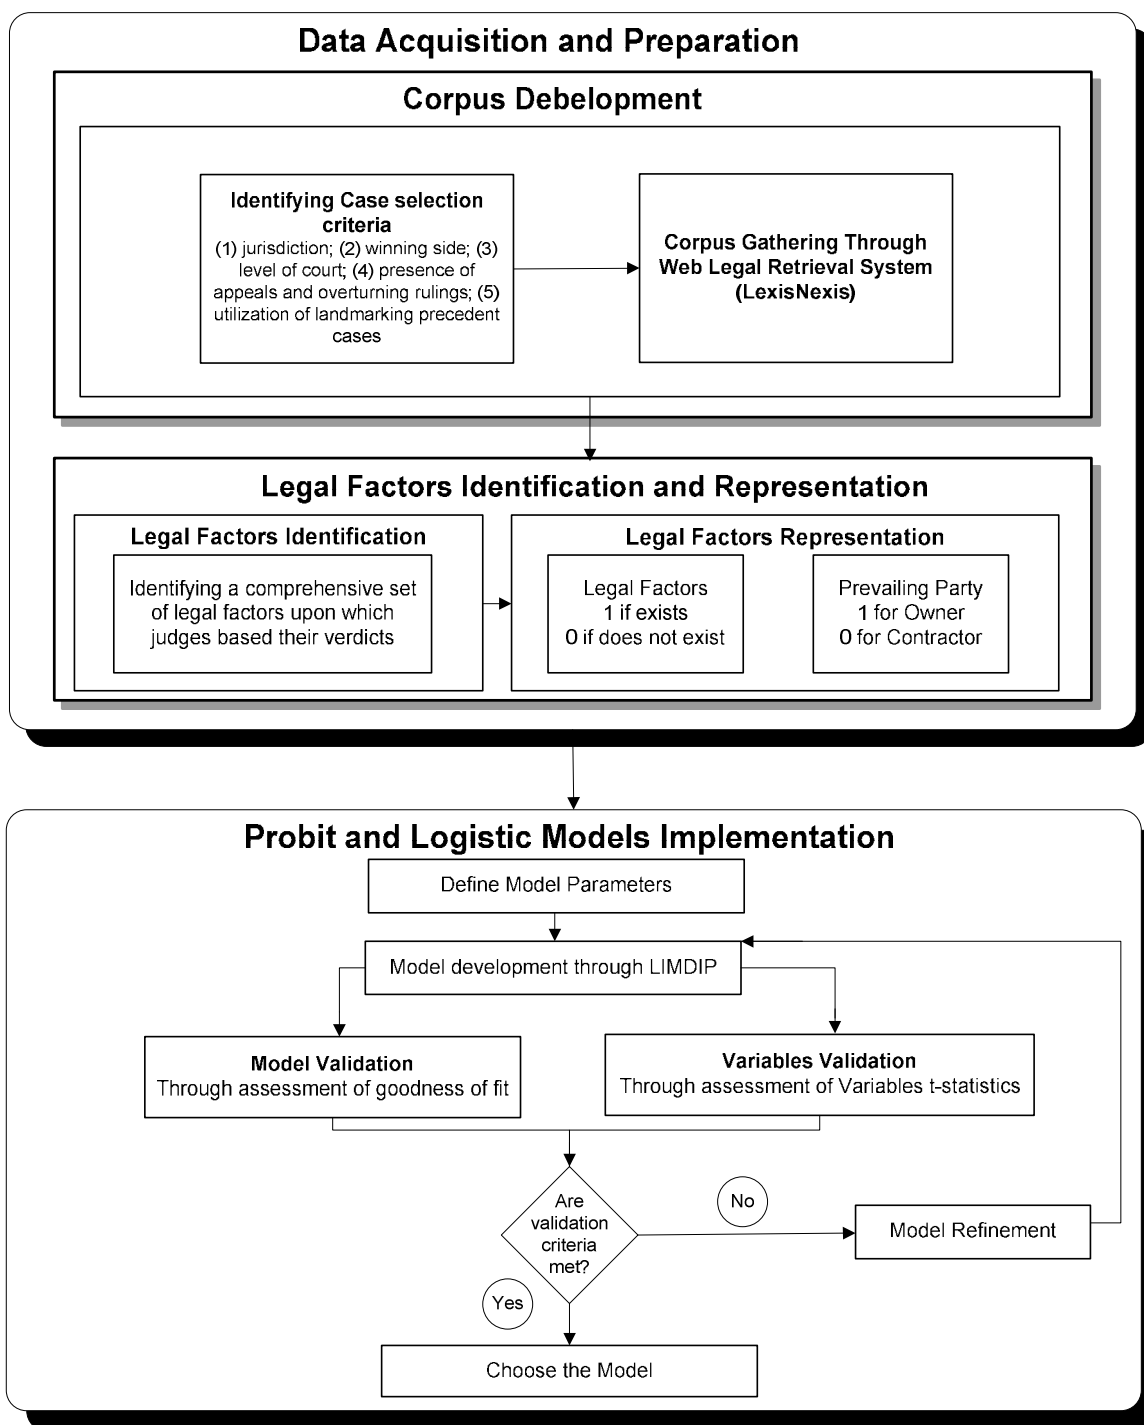 Data Acquisition and Preparation
Corpus Debelopment
Identifying Case selection
criteria
(1) jurisdiction; (2) winning side; (3)
level of court; (4) presence of
appeals and overturning rulings; (5)
utilization of landmarking precedent
cases
Corpus Gathering Through
Web Legal Retrieval System
(LexisNexis)
Legal Factors Identification and Representation
Legal Factors Identification
Identifying a comprehensive set
of legal factors upon which
judges based their verdicts
Legal Factors Representation
Legal Factors
1 if exists
0 if does not exist
Prevailing Party
1 for Owner
0 for Contractor
Probit and Logistic Models Implementation
Define Model Parameters
Model development through LIMDIP
Model Validation
Through assessment of goodness of fit
Variables Validation
Through assessment of Variables t-statistics
Are
validation
criteria
met?
No
Model Refinement
Yes
Choose the Model